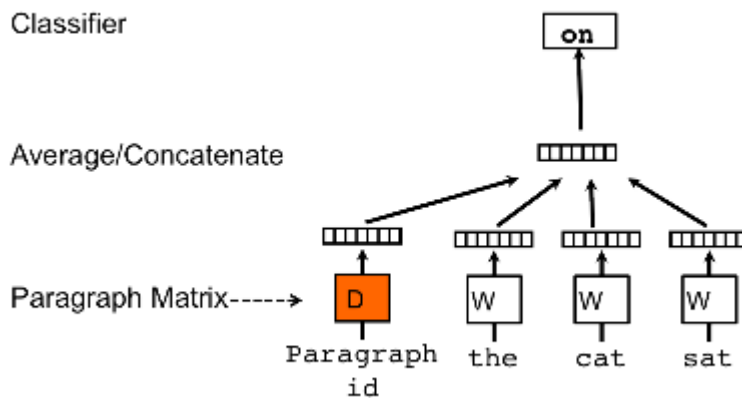 Classifier
on
Average/Concatenate
Paragraph Matrix
D
W
W
W
Paragraph
id
the
cat
sat